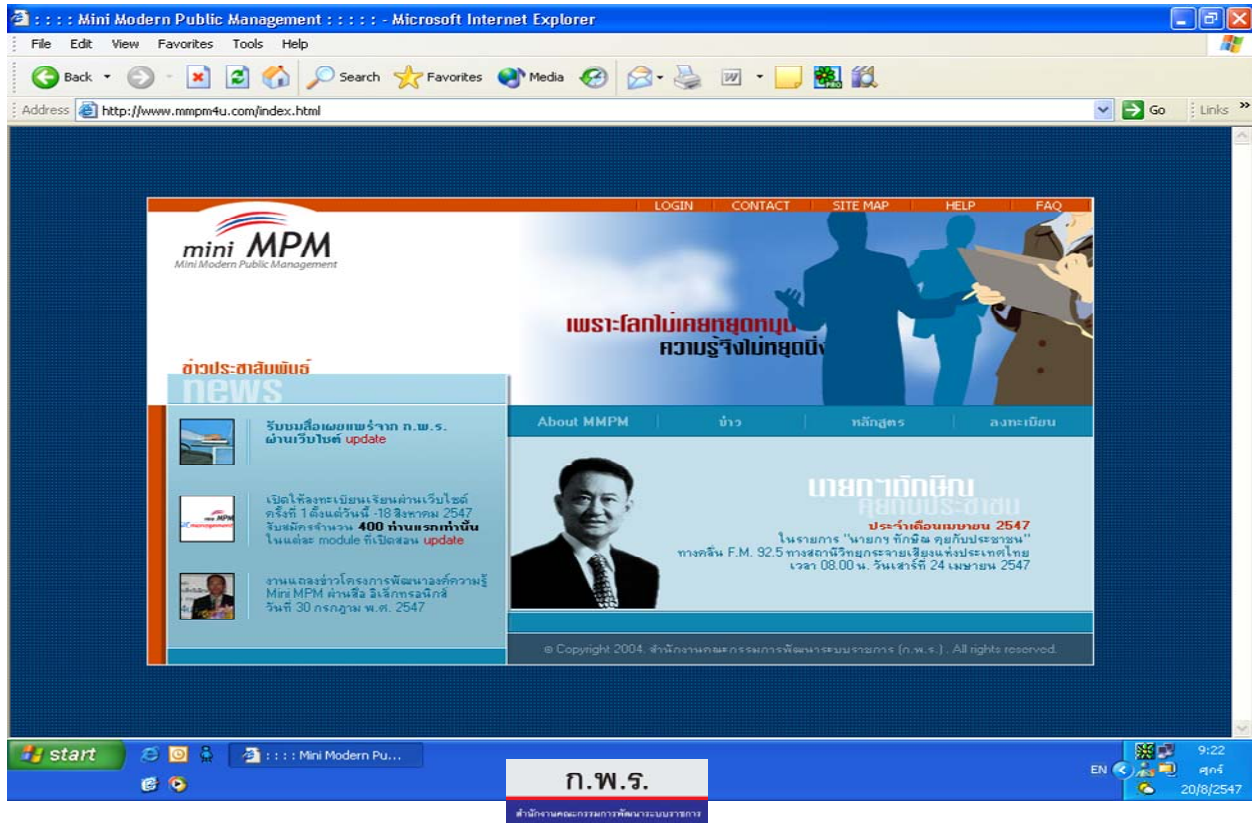 : : : : Mini Modern Public Management : : : : : - Microsoft Internet Explorer
File Edit View Favorites Tools Help
Back Search Favorites Media
Address http://www.mmpm4u.com/index.html Go Links
LOGIN CONTACT SITE MAP HELP FAQ
mini MPM
Mini Modern Public Management
เพราะโลกไม่เคยหยุดหมุน
ความรู้จึงไม่หยุดนิ่ง
ข่าวประชาสัมพันธ์
news
รับชมสื่อเผยแพร่จาก ก.พ.ร.
ผ่านเว็บไซต์ update
เปิดให้ลงทะเบียนเรียนผ่านเว็บไซต์
ครั้งที่ 1 ตั้งแต่วันนี้ -18 สิงหาคม 2547
รับสมัครจำนวน 400 ท่านแรกเท่านั้น
ในแต่ละ module ที่เปิดสอน update
งานแถลงข่าวโครงการพัฒนาองค์ความรู้
Mini MPM ผ่านสื่อ อิเล็กทรอนิกส์
วันที่ 30 กรกฎาคม พ.ศ. 2547
About MMPM ข่าว หลักสูตร ลงทะเบียน
นายกฯทักษิณ
คุยกับประชาชน
ประจำเดือนเมษายน 2547
ในรายการ "นายกฯ ทักษิณ คุยกับประชาชน"
ทางคลื่น F.M. 92.5 ทางสถานีวิทยุกระจายเสียงแห่งประเทศไทย
เวลา 08.00 น. วันเสาร์ที่ 24 เมษายน 2547
© Copyright 2004. สำนักงานคณะกรรมการพัฒนาระบบราชการ (ก.พ.ร.) . All rights reserved.
start : : : : Mini Modern Pu...
EN 9:22
ศุกร์
20/8/2547
ก.พ.ร.
สำนักงานคณะกรรมการพัฒนาระบบราชการ